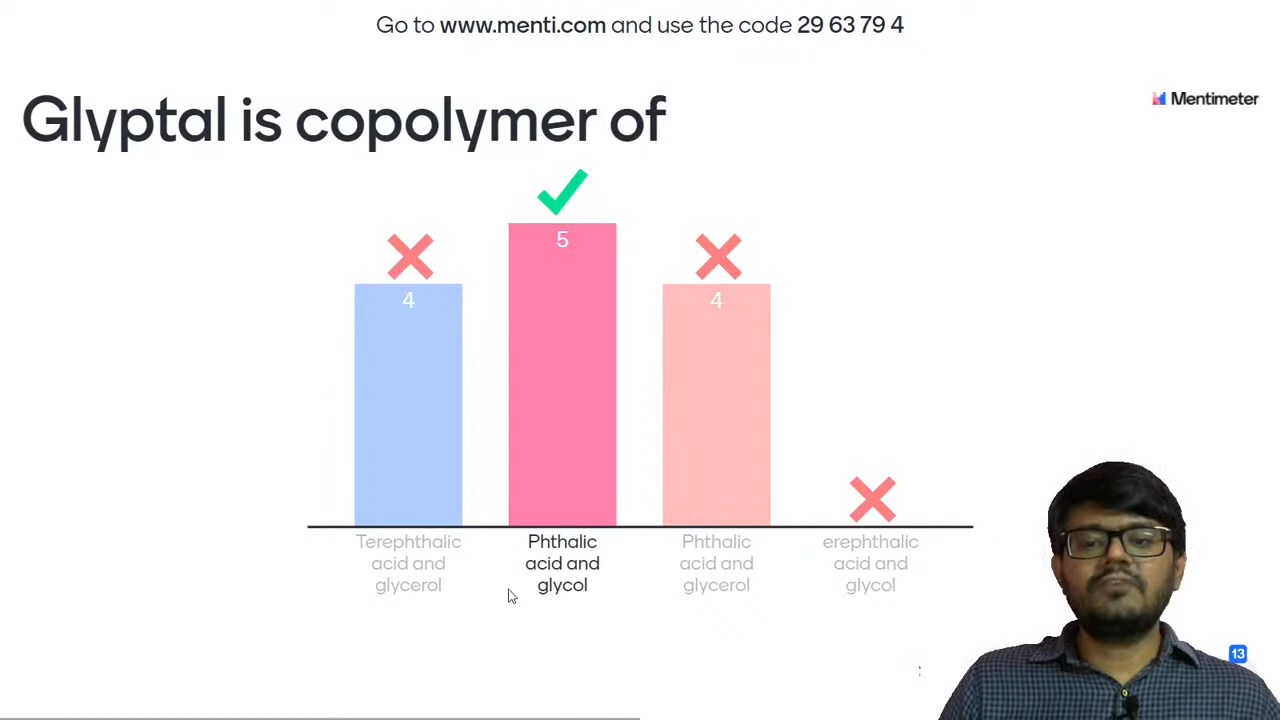 Go to www.menti.com and use the code 29 63 79 4
Mentimeter
Glyptal is copolymer of
4
5
4
Terephthalic
acid and
glycerol
Phthalic
acid and
glycol
Phthalic
acid and
glycerol
erephthalic
acid and
glycol
13